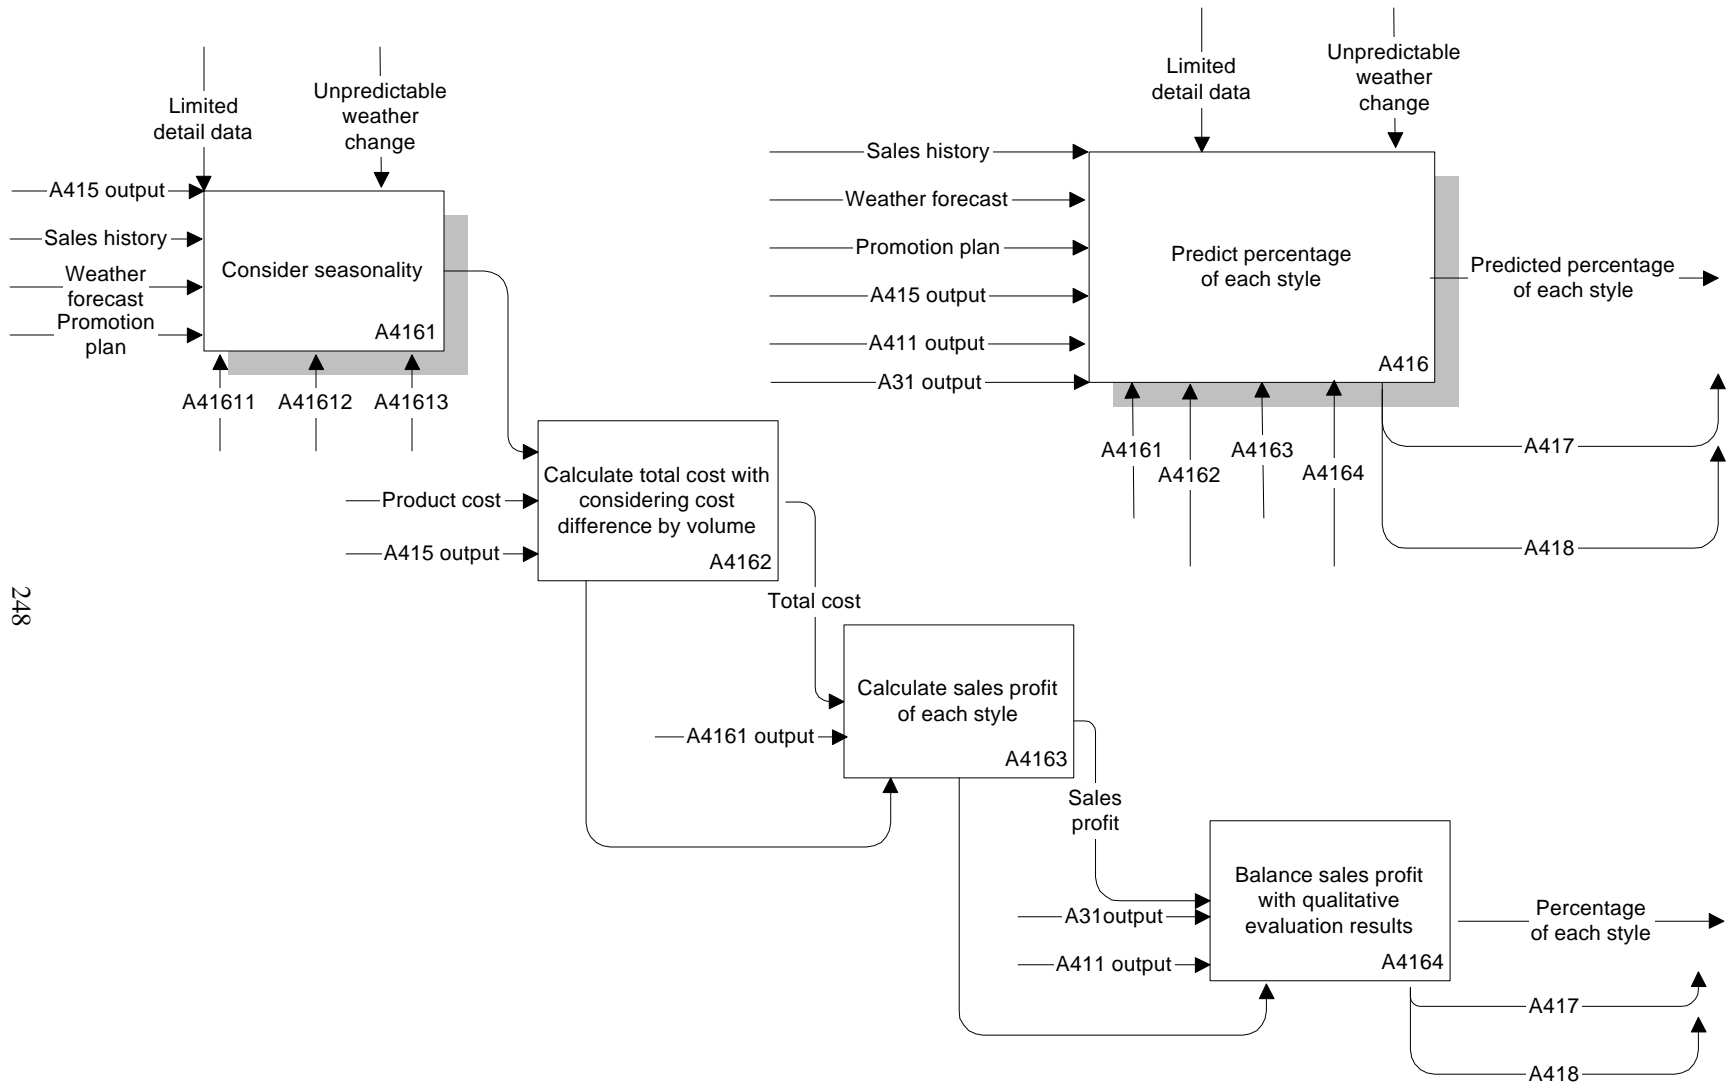 Limited
detail data
Unpredictable
weather
change
A415 output
Sales history
Weather
forecast
Promotion
plan
Consider seasonality
A4161
A41611
A41612
A41613
Limited
detail data
Unpredictable
weather
change
Sales history
Weather forecast
Promotion plan
A415 output
A411 output
A31 output
Predict percentage
of each style
A416
Predicted percentage
of each style
A4161
A4162
A4163
A4164
A417
A418
Product cost
A415 output
Calculate total cost with
considering cost
difference by volume
A4162
Total cost
A4161 output
Calculate sales profit
of each style
A4163
Sales
profit
A31output
A411 output
Balance sales profit
with qualitative
evaluation results
A4164
Percentage
of each style
A417
A418
248